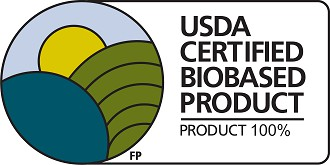 USDA
CERTIFIED
BIOBASED
PRODUCT
PRODUCT 100%
FP